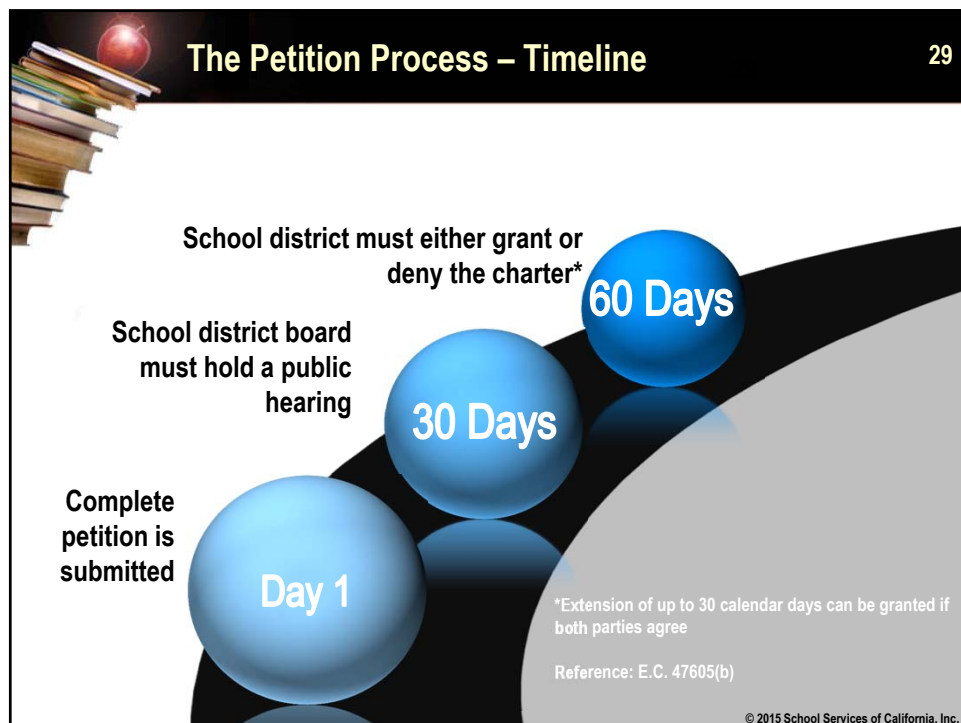 The Petition Process – Timeline
29
School district must either grant or
deny the charter*
60 Days
School district board
must hold a public
hearing
30 Days
Complete
petition is
submitted
Day 1
*Extension of up to 30 calendar days can be granted if
both parties agree
Reference: E.C. 47605(b)
© 2015 School Services of California, Inc.